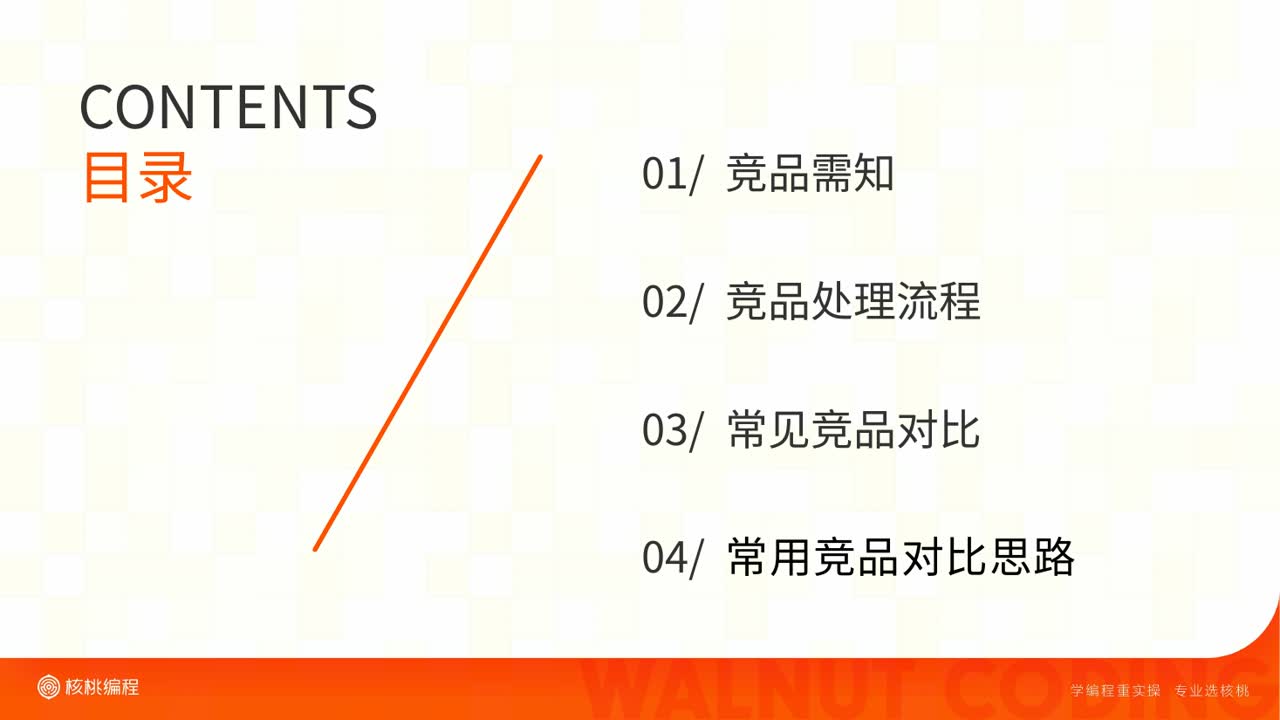 CONTENTS
目录
01/ 竞品需知
02/ 竞品处理流程
03/ 常见竞品对比
04/ 常用竞品对比思路
核桃编程
WALNUT CODING
学编程重实操 专业选核桃